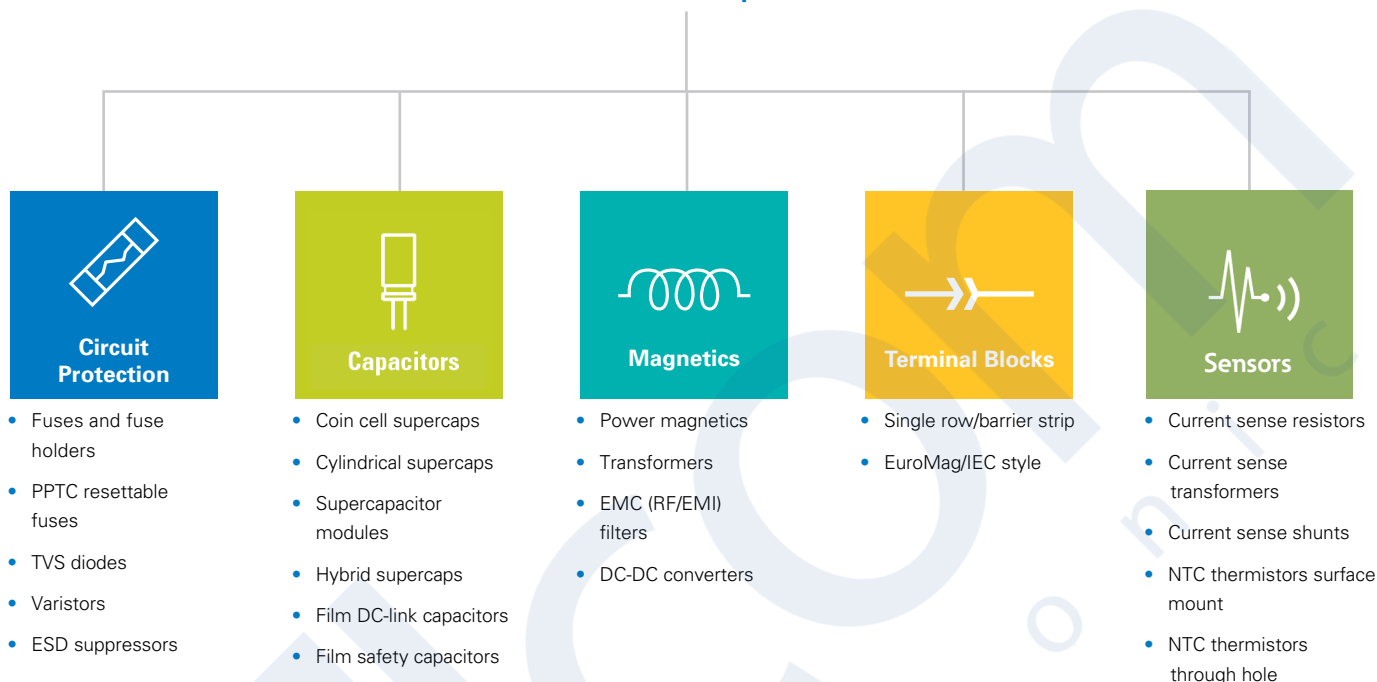 Circuit
Protection
• Fuses and fuse
holders
• PPTC resettable
fuses
• TVS diodes
• Varistors
• ESD suppressors
Capacitors
• Coin cell supercaps
• Cylindrical supercaps
• Supercapacitor
modules
• Hybrid supercaps
• Film DC-link capacitors
• Film safety capacitors
Magnetics
• Power magnetics
• Transformers
• EMC (RF/EMI)
filters
• DC-DC converters
Terminal Blocks
• Single row/barrier strip
• EuroMag/IEC style
Sensors
• Current sense resistors
• Current sense
transformers
• Current sense shunts
• NTC thermistors surface
mount
• NTC thermistors
through hole